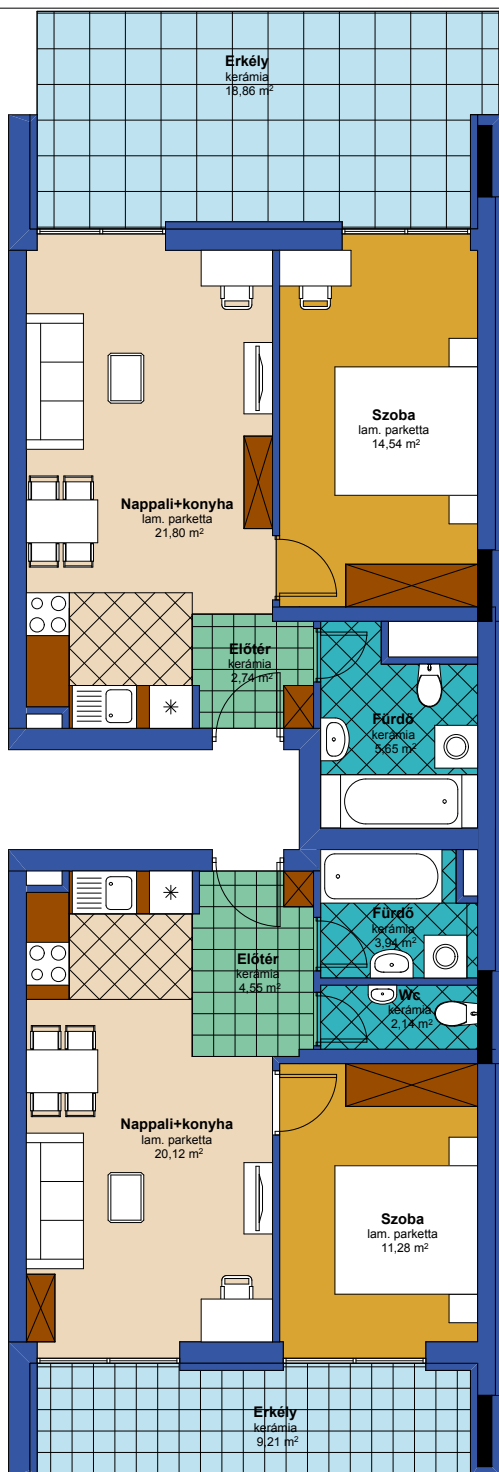 Erkély
kerámia
18,86 m²
Szoba
lam. parketta
14,54 m²
Nappali+konyha
lam. parketta
21,80 m²
Előtér
kerámia
2,74 m²
Fürdő
kerámia
5,65 m²
Fürdő
kerámia
3,94 m²
Előtér
kerámia
4,55 m²
Wc
kerámia
2,14 m²
Nappali+konyha
lam. parketta
20,12 m²
Szoba
lam. parketta
11,28 m²
Erkély
kerámia
9,21 m²